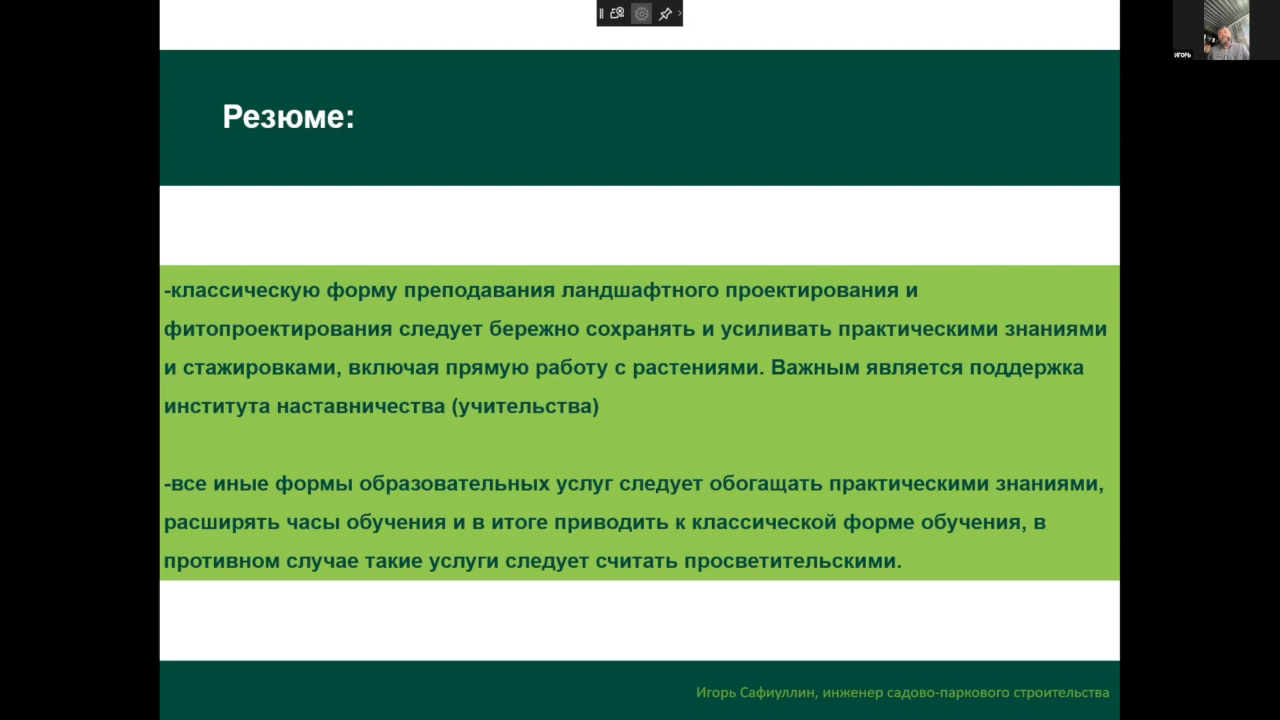 ИГОРЬ
Резюме:
-классическую форму преподавания ландшафтного проектирования и
фитопроектирования следует бережно сохранять и усиливать практическими знаниями
и стажировками, включая прямую работу с растениями. Важным является поддержка
института наставничества (учительства)
-все иные формы образовательных услуг следует обогащать практическими знаниями,
расширять часы обучения и в итоге приводить к классической форме обучения, в
противном случае такие услуги следует считать просветительскими.
Игорь Сафиуллин, инженер садово-паркового строительства